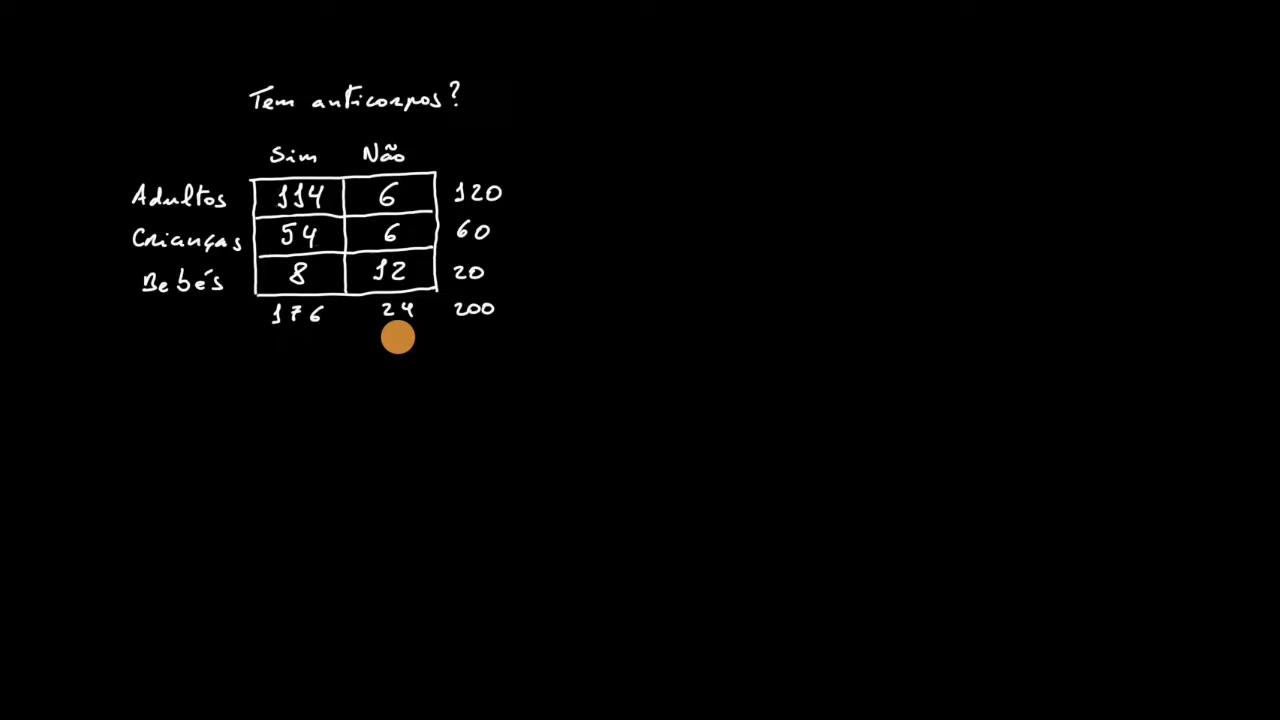 Tem anticorpos?
Sim Não
Adultos 114 6 120
Crianças 54 6 60
Bebés 8 12 20
176 24 200